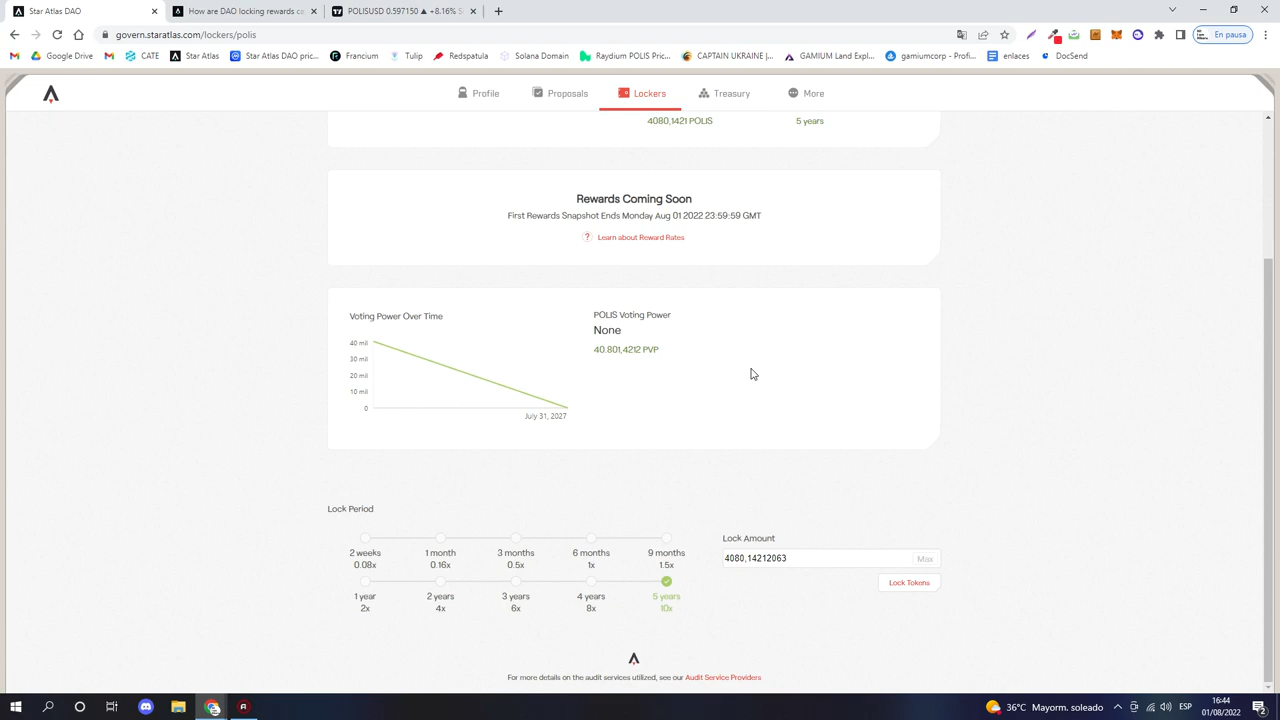 Star Atlas DAO
How are DAO locking rewards ca
POLISUSD 0.597150 ▲ +8.16% S
govern.staratlas.com/lockers/polis
En pausa
Google Drive
CATE
Star Atlas
Star Atlas DAO pric...
Francium
Tulip
Redspatula
Solana Domain
Raydium POLIS Pric...
CAPTAIN UKRAINE |...
GAMIUM Land Expl...
gamiumcorp - Profi...
enlaces
DocSend
Profile
Proposals
Lockers
Treasury
More
4080,1421 POLIS
5 years
Rewards Coming Soon
First Rewards Snapshot Ends Monday Aug 01 2022 23:59:59 GMT
? Learn about Reward Rates
Voting Power Over Time
40 mil
30 mil
20 mil
10 mil
0
July 31, 2027
POLIS Voting Power
None
40.801,4212 PVP
Lock Period
2 weeks
0.08x
1 month
0.16x
3 months
0.5x
6 months
1x
9 months
1.5x
1 year
2x
2 years
4x
3 years
6x
4 years
8x
5 years
10x
Lock Amount
4080,14212063
Max
Lock Tokens
For more details on the audit services utilized, see our Audit Service Providers
36°C Mayorm. soleado
ESP
16:44
01/08/2022